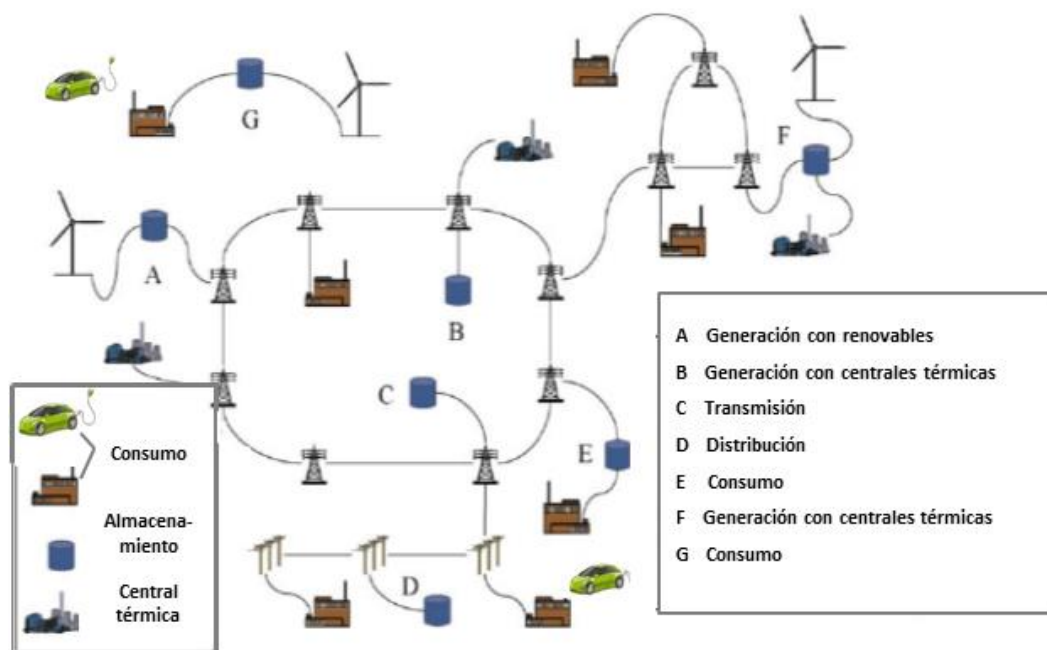 G
F
A
B
C
E
D
Consumo
Almacena-
miento
Central
térmica
A Generación con renovables
B Generación con centrales térmicas
C Transmisión
D Distribución
E Consumo
F Generación con centrales térmicas
G Consumo